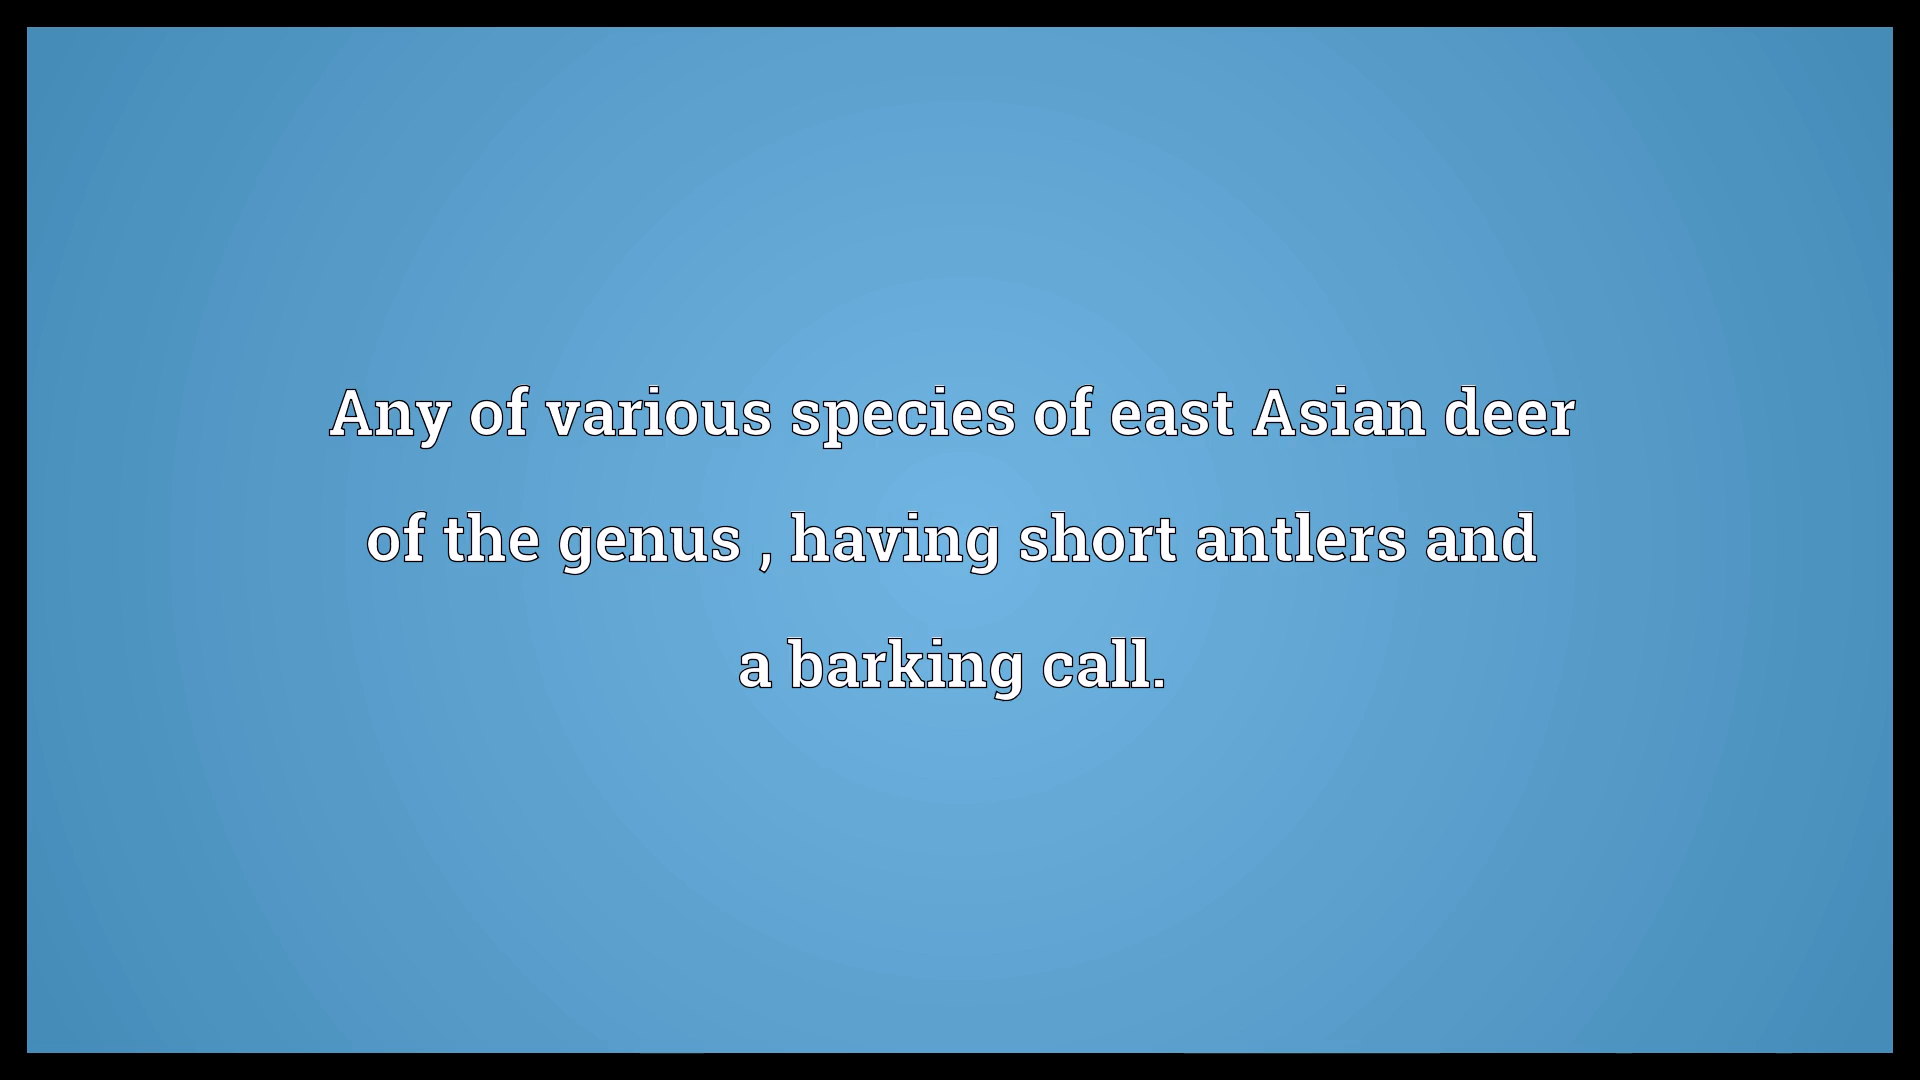 Any of various species of east Asian deer
of the genus , having short antlers and
a barking call.